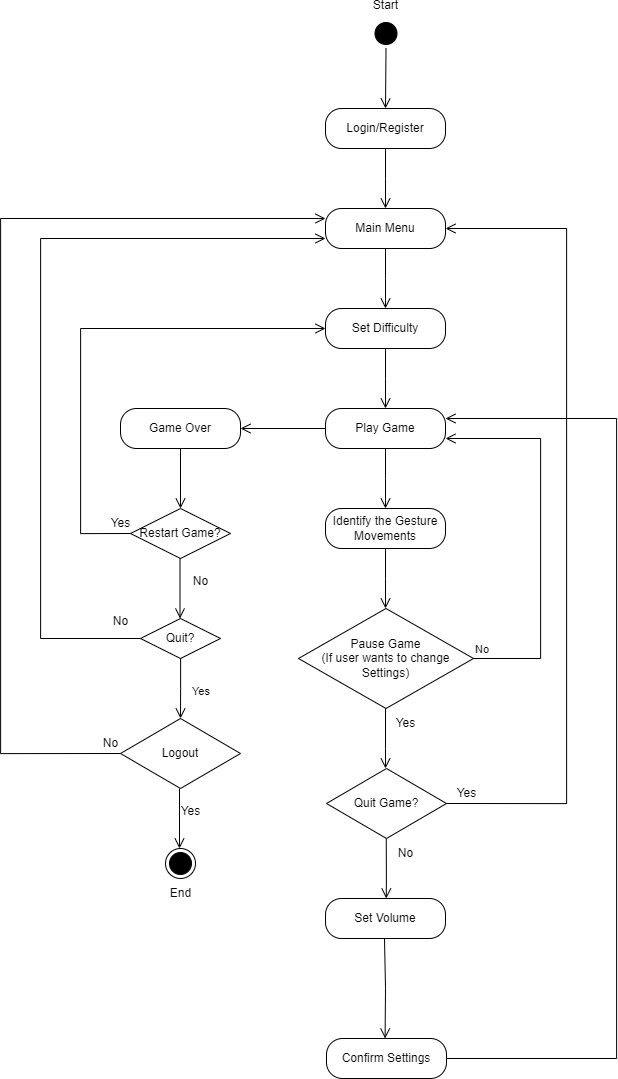 Start
Login/Register
Main Menu
Set Difficulty
Game Over
Play Game
Identify the Gesture
Movements
Yes
Restart Game?
No
No
Quit?
Pause Game
(If user wants to change
Settings)
No
Yes
Yes
No
Logout
Yes
Quit Game?
Yes
No
End
Set Volume
Confirm Settings